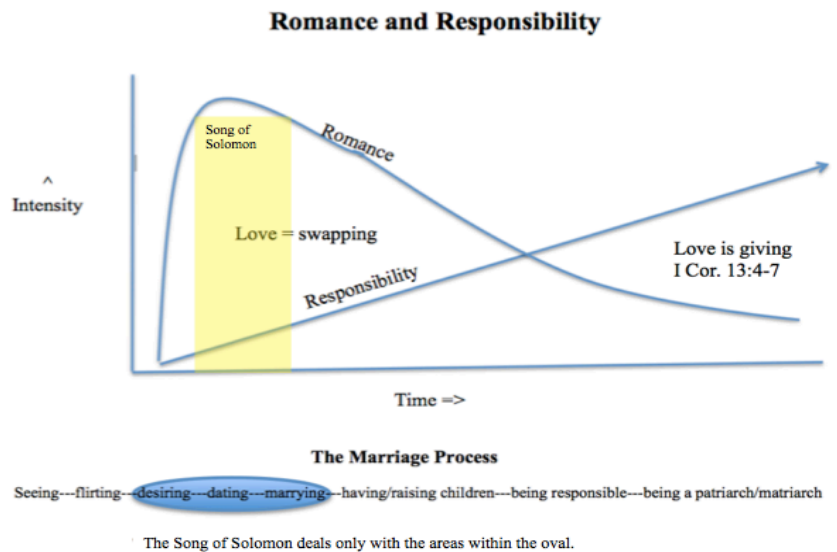 Romance and Responsibility
Song of
Solomon
Romance
^
Intensity
Love = swapping
Love is giving
I Cor. 13:4-7
Responsibility
Time =>
The Marriage Process
Seeing---flirting---desiring---dating---marrying---having/raising children---being responsible---being a patriarch/matriarch
The Song of Solomon deals only with the areas within the oval.